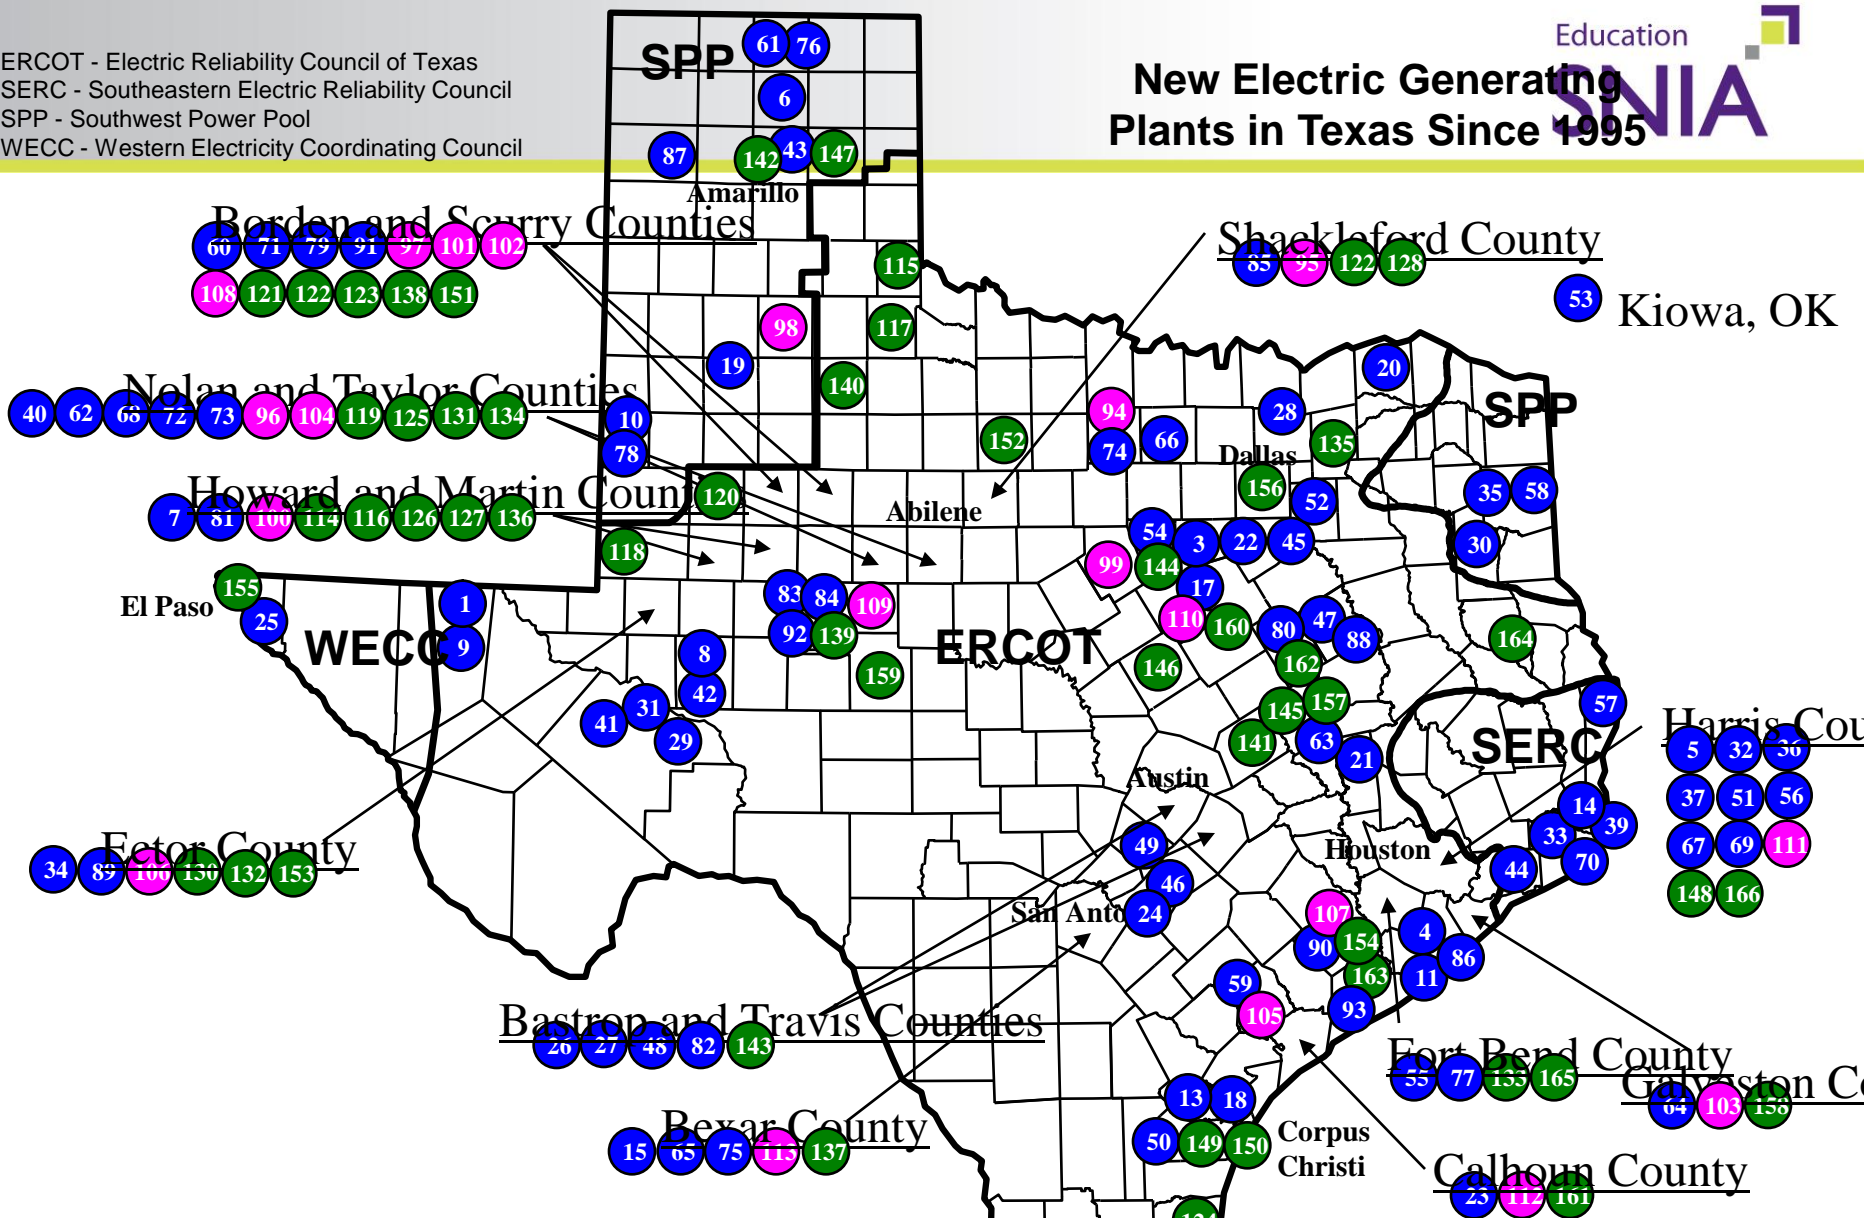 ERCOT - Electric Reliability Council of Texas
SERC - Southeastern Electric Reliability Council
SPP - Southwest Power Pool
WECC - Western Electricity Coordinating Council
New Electric Generating
Plants in Texas Since 1995
Education
SNIA
SPP
61 76
6
87 142 43 147
Amarillo
Borden and Scurry Counties
60 71 79 91 97 101 102
108 121 122 123 138 151
Shackleford County
85 95 122 128
53 Kiowa, OK
115
98 117
19
140
20
Nolan and Taylor Counties
40 62 68 72 73 96 104 119 125 131 134
10
78
152
94
74 66
28
135
Dallas
156
52
SPP
35 58
30
Howard and Martin Coun
7 81 100 114 116 126 127 136
120
118
Abilene
54 3 22 45
99 144
17
110 160
80 47 88
162
146
164
155
El Paso
25
WECC
1
9
83 84 109
92 139
ERCOT
159
8
42
31
41
29
145 157
141 63 21
57
SERC
Harris Cou
5 32 36
37 51 56
67 69 111
148 166
Austin
14
33 39
70
44
Houston
49
46
San Anto 24
Ector County
34 89 106 130 132 153
107
90 154
163
4
86
11
93
59
105
Bastrop and Travis Counties
26 27 48 82 143
Fort Bend County
55 77 133 165
Galveston Co
64 103 158
Bexar County
15 65 75 113 137
13 18
50 149 150
Corpus
Christi
Calhoun County
23 112 161